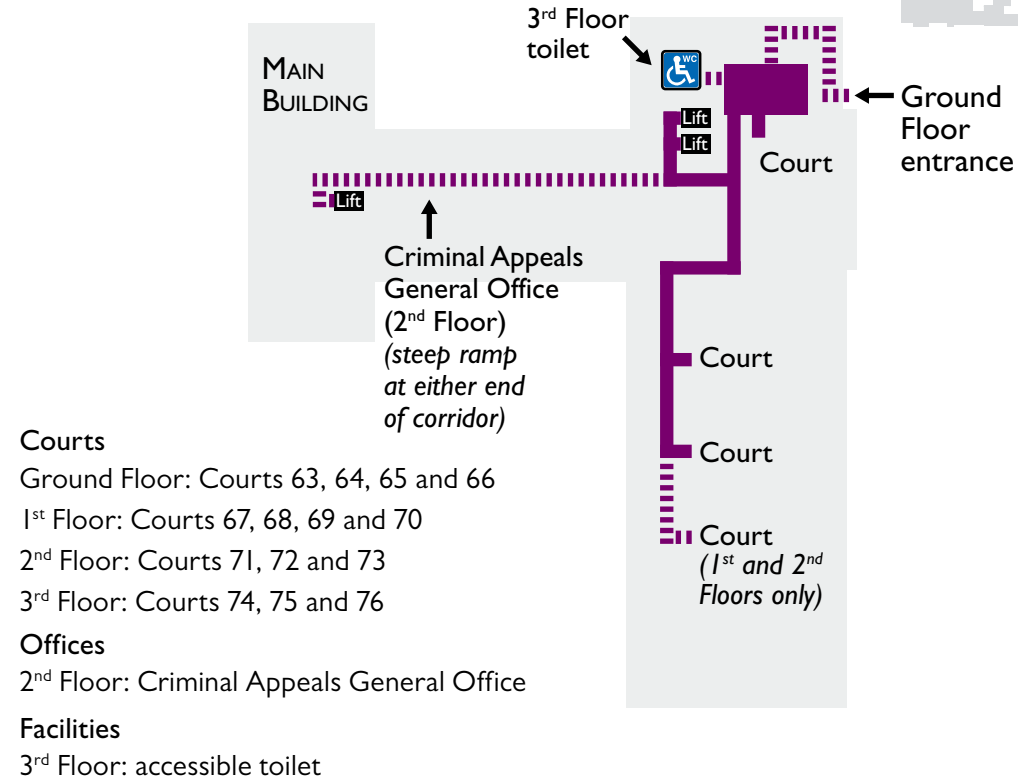 3rd Floor
toilet
WC
MAIN
BUILDING
Lift
Lift
Ground
Floor
entrance
Court
Lift
Criminal Appeals
General Office
(2nd Floor)
(steep ramp
at either end
of corridor)
Court
Court
Court
(1st and 2nd
Floors only)
Courts
Ground Floor: Courts 63, 64, 65 and 66
1st Floor: Courts 67, 68, 69 and 70
2nd Floor: Courts 71, 72 and 73
3rd Floor: Courts 74, 75 and 76
Offices
2nd Floor: Criminal Appeals General Office
Facilities
3rd Floor: accessible toilet